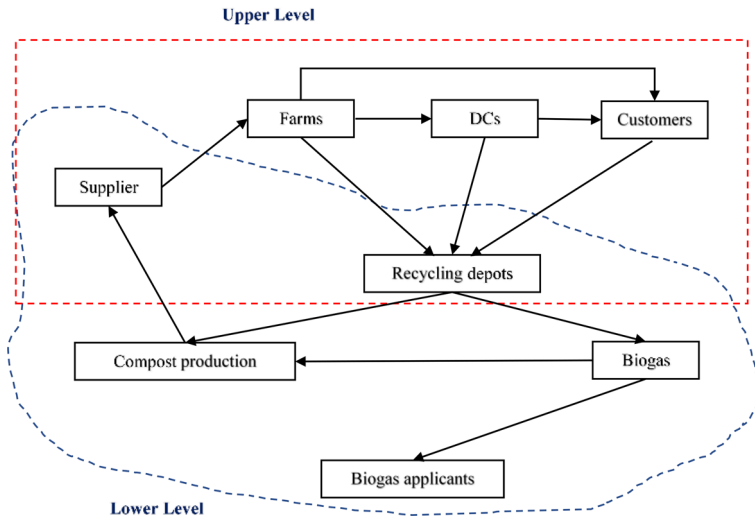 Upper Level
Farms
DCs
Customers
Supplier
Recycling depots
Compost production
Biogas
Biogas applicants
Lower Level